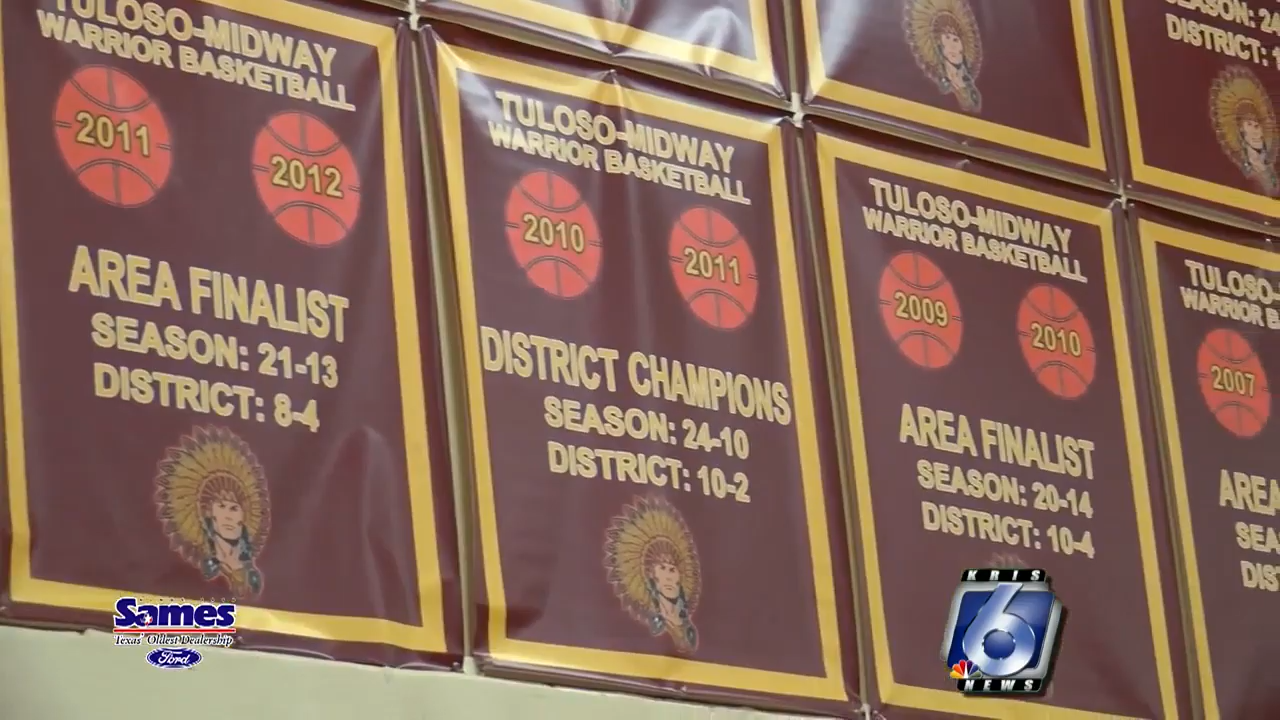 TULOSO-MIDWAY
WARRIOR BASKETBALL
2011
2012
AREA FINALIST
SEASON: 21-13
DISTRICT: 8-4
TULOSO-MIDWAY
WARRIOR BASKETBALL
2010
2011
DISTRICT CHAMPIONS
SEASON: 24-10
DISTRICT: 10-2
TULOSO-MIDWAY
WARRIOR BASKETBALL
2009
2010
AREA FINALIST
SEASON: 20-14
DISTRICT: 10-4
SEASON: 24
DISTRICT:
TULOSO-
WARRIOR B
2007
AREA
SEA
DIS
Sames
Texas' Oldest Dealership
Ford
KRIS
6
NEWS